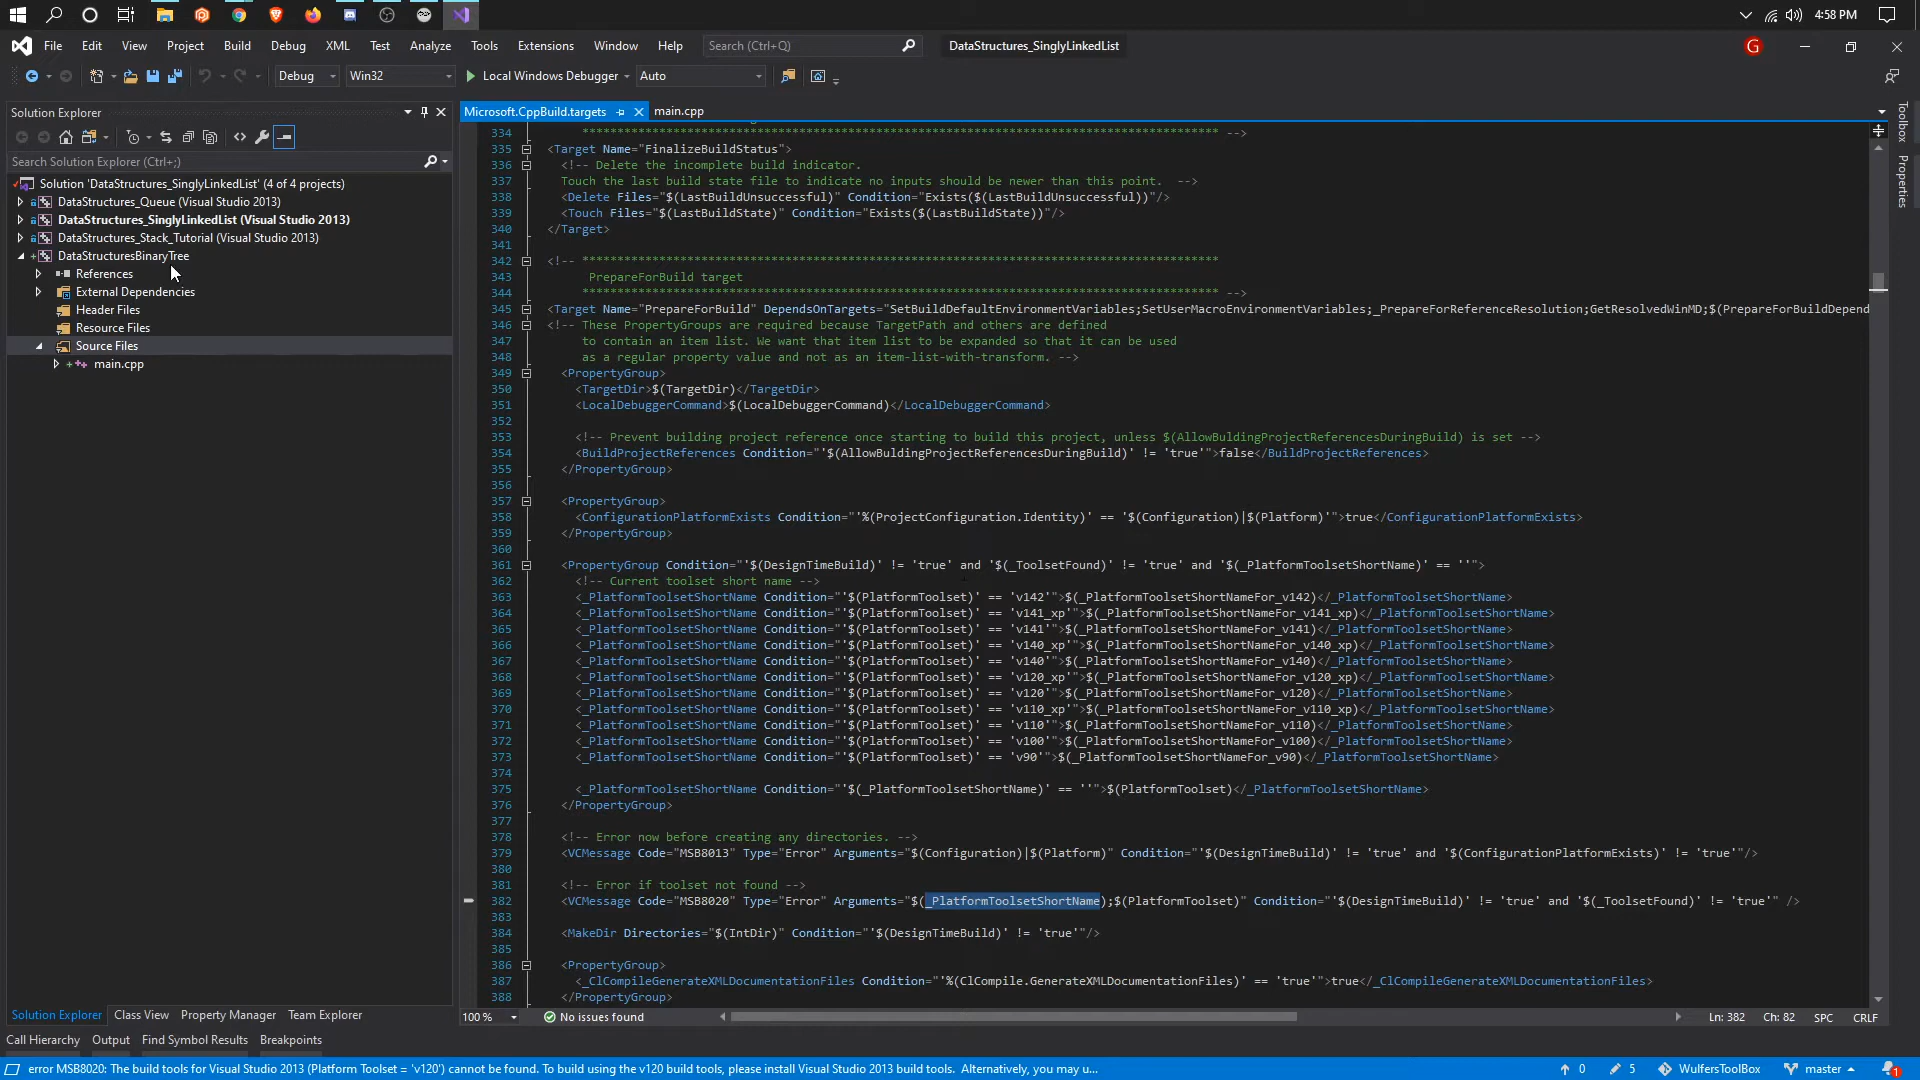 4:58 PM
File Edit View Project Build Debug XML Test Analyze Tools Extensions Window Help Search (Ctrl+Q) DataStructures_SinglyLinkedList G
Debug Win32 Local Windows Debugger Auto
Solution Explorer
Search Solution Explorer (Ctrl+;)
Solution 'DataStructures_SinglyLinkedList' (4 of 4 projects)
DataStructures_Queue (Visual Studio 2013)
DataStructures_SinglyLinkedList (Visual Studio 2013)
DataStructures_Stack_Tutorial (Visual Studio 2013)
DataStructuresBinaryTree
References
External Dependencies
Header Files
Resource Files
Source Files
main.cpp
Microsoft.CppBuild.targets main.cpp
334 ******************************************************************************************* -->
335 <Target Name="FinalizeBuildStatus">
336 <!-- Delete the incomplete build indicator.
337 Touch the last build state file to indicate no inputs should be newer than this point. -->
338 <Delete Files="$(LastBuildUnsuccessful)" Condition="Exists($(LastBuildUnsuccessful))"/>
339 <Touch Files="$(LastBuildState)" Condition="Exists($(LastBuildState))"/>
340 </Target>
341
342 <!-- *******************************************************************************************
343 PrepareForBuild target
344 ******************************************************************************************* -->
345 <Target Name="PrepareForBuild" DependsOnTargets="SetBuildDefaultEnvironmentVariables;SetUserMacroEnvironmentVariables;_PrepareForReferenceResolution;GetResolvedWinMD;$(PrepareForBuildDepend
346 <!-- These PropertyGroups are required because TargetPath and others are defined
347 to contain an item list. We want that item list to be expanded so that it can be used
348 as a regular property value and not as an item-list-with-transform. -->
349 <PropertyGroup>
350 <TargetDir>$(TargetDir)</TargetDir>
351 <LocalDebuggerCommand>$(LocalDebuggerCommand)</LocalDebuggerCommand>
352
353 <!-- Prevent building project reference once starting to build this project, unless $(AllowBuldingProjectReferencesDuringBuild) is set -->
354 <BuildProjectReferences Condition="'$(AllowBuldingProjectReferencesDuringBuild)' != 'true'">false</BuildProjectReferences>
355 </PropertyGroup>
356
357 <PropertyGroup>
358 <ConfigurationPlatformExists Condition="'%(ProjectConfiguration.Identity)' == '$(Configuration)|$(Platform)'">true</ConfigurationPlatformExists>
359 </PropertyGroup>
360
361 <PropertyGroup Condition="'$(DesignTimeBuild)' != 'true' and '$(_ToolsetFound)' != 'true' and '$(_PlatformToolsetShortName)' == ''">
362 <!-- Current toolset short name -->
363 <_PlatformToolsetShortName Condition="'$(PlatformToolset)' == 'v142'">$(_PlatformToolsetShortNameFor_v142)</_PlatformToolsetShortName>
364 <_PlatformToolsetShortName Condition="'$(PlatformToolset)' == 'v141_xp'">$(_PlatformToolsetShortNameFor_v141_xp)</_PlatformToolsetShortName>
365 <_PlatformToolsetShortName Condition="'$(PlatformToolset)' == 'v141'">$(_PlatformToolsetShortNameFor_v141)</_PlatformToolsetShortName>
366 <_PlatformToolsetShortName Condition="'$(PlatformToolset)' == 'v140_xp'">$(_PlatformToolsetShortNameFor_v140_xp)</_PlatformToolsetShortName>
367 <_PlatformToolsetShortName Condition="'$(PlatformToolset)' == 'v140'">$(_PlatformToolsetShortNameFor_v140)</_PlatformToolsetShortName>
368 <_PlatformToolsetShortName Condition="'$(PlatformToolset)' == 'v120_xp'">$(_PlatformToolsetShortNameFor_v120_xp)</_PlatformToolsetShortName>
369 <_PlatformToolsetShortName Condition="'$(PlatformToolset)' == 'v120'">$(_PlatformToolsetShortNameFor_v120)</_PlatformToolsetShortName>
370 <_PlatformToolsetShortName Condition="'$(PlatformToolset)' == 'v110_xp'">$(_PlatformToolsetShortNameFor_v110_xp)</_PlatformToolsetShortName>
371 <_PlatformToolsetShortName Condition="'$(PlatformToolset)' == 'v110'">$(_PlatformToolsetShortNameFor_v110)</_PlatformToolsetShortName>
372 <_PlatformToolsetShortName Condition="'$(PlatformToolset)' == 'v100'">$(_PlatformToolsetShortNameFor_v100)</_PlatformToolsetShortName>
373 <_PlatformToolsetShortName Condition="'$(PlatformToolset)' == 'v90'">$(_PlatformToolsetShortNameFor_v90)</_PlatformToolsetShortName>
374
375 <_PlatformToolsetShortName Condition="'$(_PlatformToolsetShortName)' == ''">$(PlatformToolset)</_PlatformToolsetShortName>
376 </PropertyGroup>
377
378 <!-- Error now before creating any directories. -->
379 <VCMessage Code="MSB8013" Type="Error" Arguments="$(Configuration)|$(Platform)" Condition="'$(DesignTimeBuild)' != 'true' and '$(ConfigurationPlatformExists)' != 'true'"/>
380
381 <!-- Error if toolset not found -->
382 <VCMessage Code="MSB8020" Type="Error" Arguments="$(_PlatformToolsetShortName);$(PlatformToolset)" Condition="'$(DesignTimeBuild)' != 'true' and '$(_ToolsetFound)' != 'true'" />
383
384 <MakeDir Directories="$(IntDir)" Condition="'$(DesignTimeBuild)' != 'true'"/>
385
386 <PropertyGroup>
387 <_ClCompileGenerateXMLDocumentationFiles Condition="'%(ClCompile.GenerateXMLDocumentationFiles)' == 'true'">true</_ClCompileGenerateXMLDocumentationFiles>
388 </PropertyGroup>
Toolbox
Properties
Solution Explorer Class View Property Manager Team Explorer
100 % No issues found Ln: 382 Ch: 82 SPC CRLF
Call Hierarchy Output Find Symbol Results Breakpoints
error MSB8020: The build tools for Visual Studio 2013 (Platform Toolset = 'v120') cannot be found. To build using the v120 build tools, please install Visual Studio 2013 build tools. Alternatively, you may u... 0 5 WulfersToolBox master 1